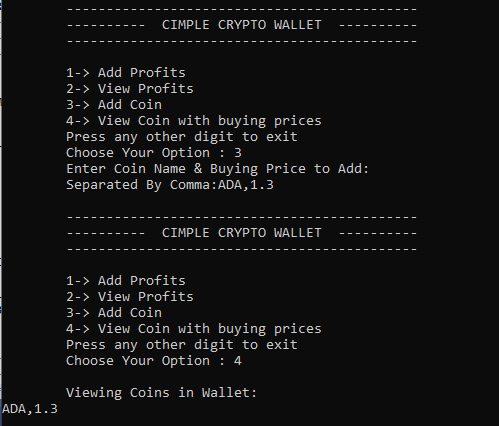 --------------------------------------------
----------  CIMPLE CRYPTO WALLET  ----------
--------------------------------------------
1-> Add Profits
2-> View Profits
3-> Add Coin
4-> View Coin with buying prices
Press any other digit to exit
Choose Your Option : 3
Enter Coin Name & Buying Price to Add:
Separated By Comma:ADA,1.3
--------------------------------------------
----------  CIMPLE CRYPTO WALLET  ----------
--------------------------------------------
1-> Add Profits
2-> View Profits
3-> Add Coin
4-> View Coin with buying prices
Press any other digit to exit
Choose Your Option : 4
Viewing Coins in Wallet:
ADA,1.3